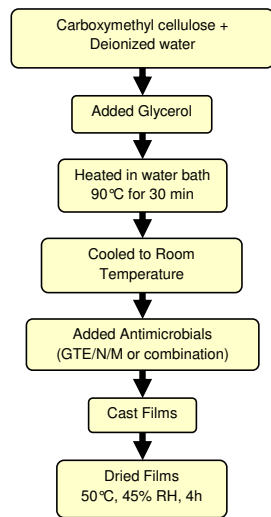 Carboxymethyl cellulose +
Deionized water
Added Glycerol
Heated in water bath
90°C for 30 min
Cooled to Room
Temperature
Added Antimicrobials
(GTE/N/M or combination)
Cast Films
Dried Films
50°C, 45% RH, 4h